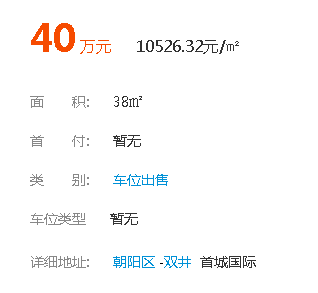 40万元 10526.32元/㎡
面 积: 38㎡
首 付: 暂无
类 别: 车位出售
车位类型 暂无
详细地址: 朝阳区 -双井 首城国际